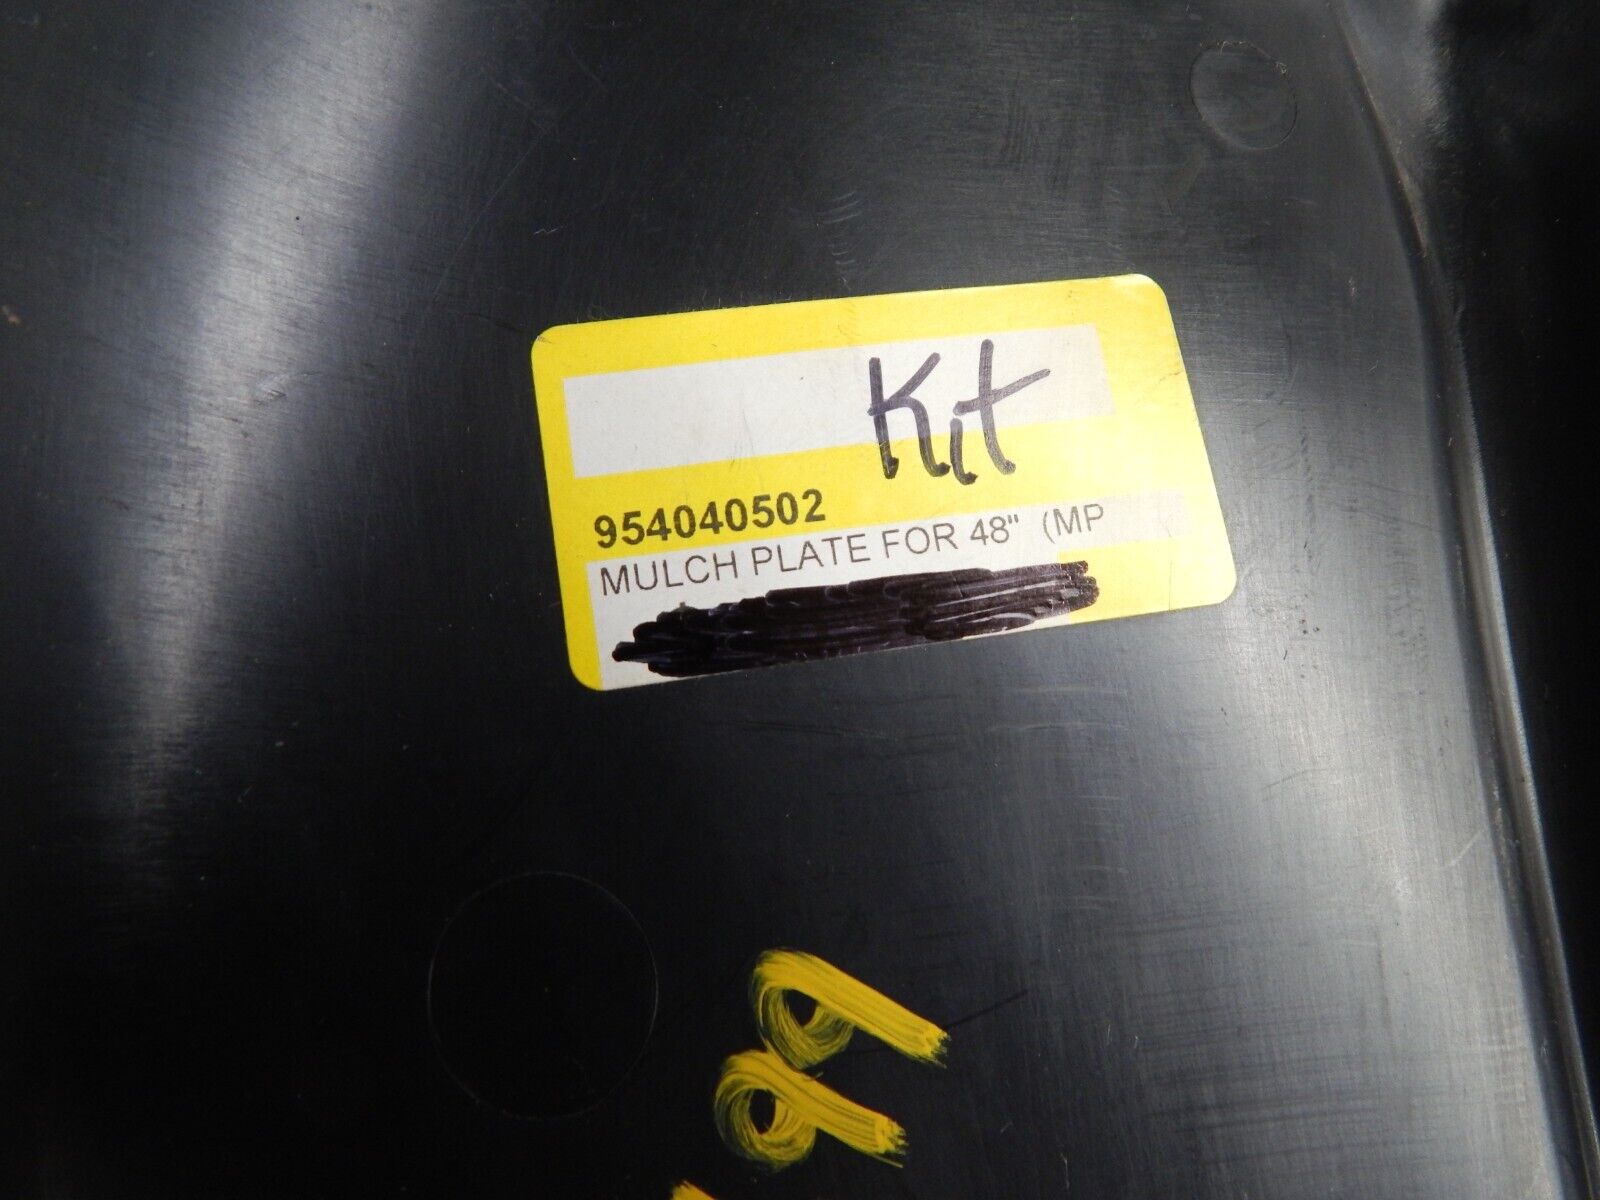 Kit
954040502
MULCH PLATE FOR 48" (MP